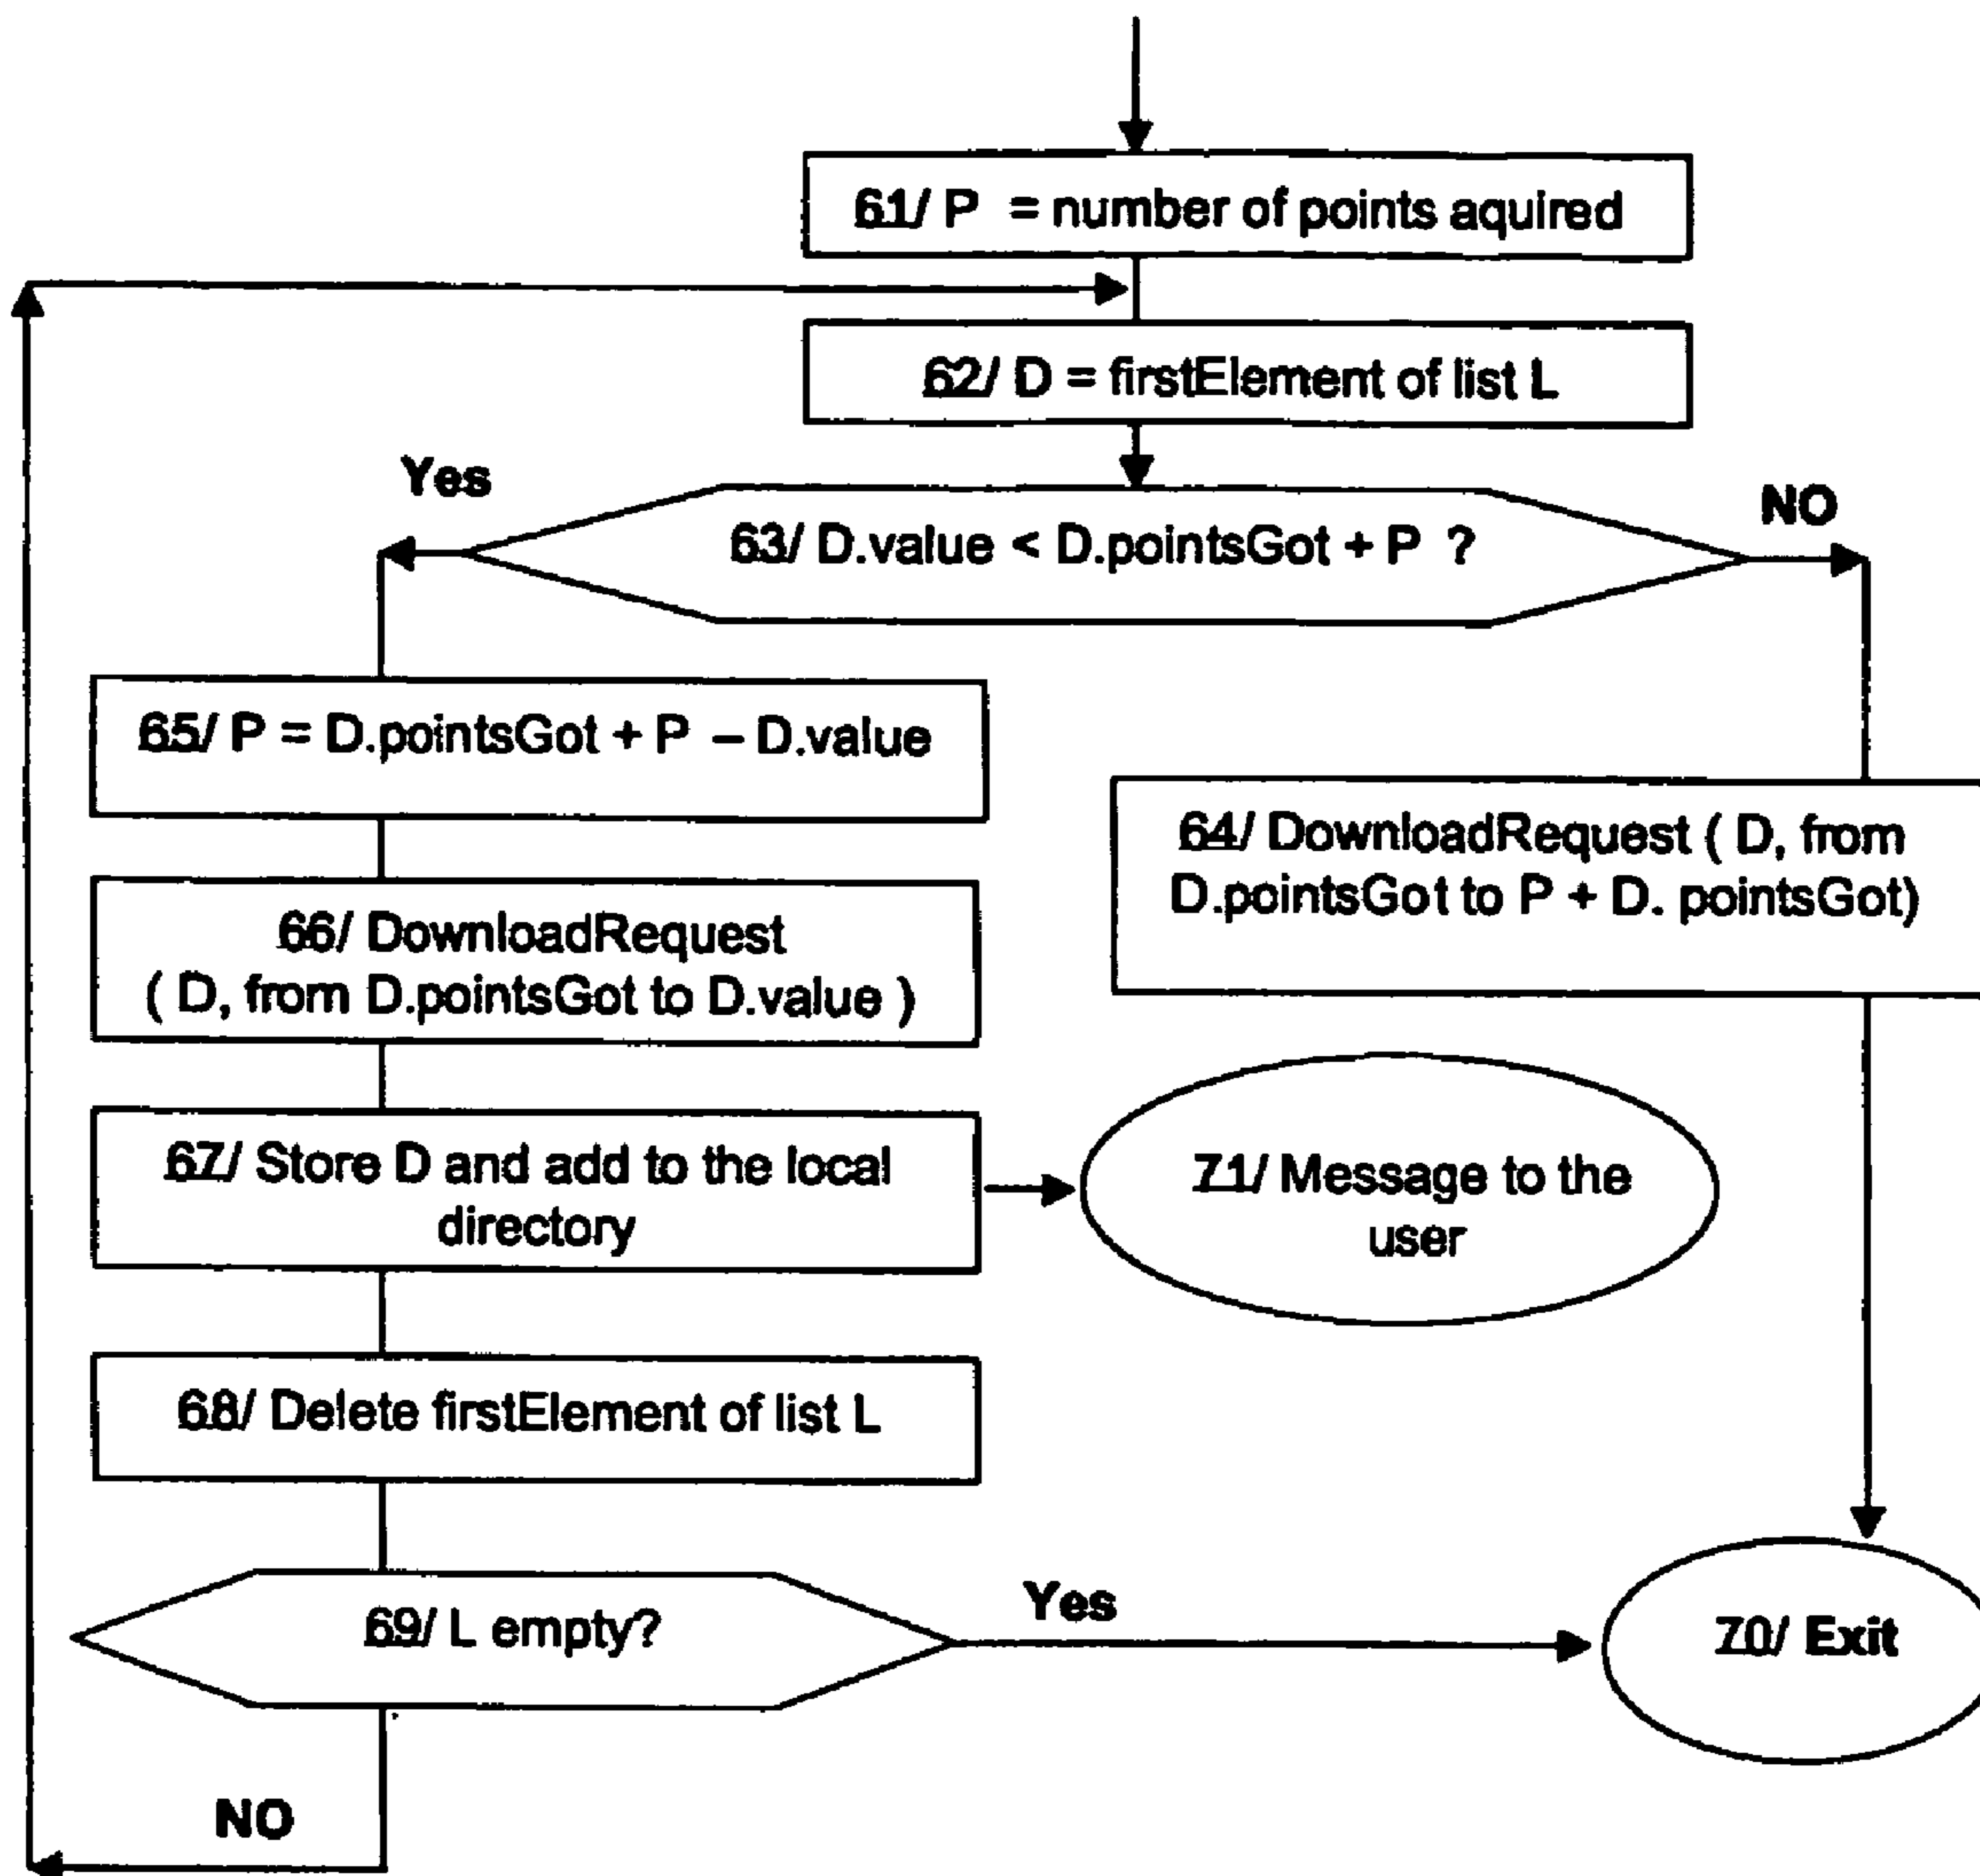 61/ P = number of points aquired
62/ D = firstElement of list L
Yes
NO
63/ D.value < D.pointsGot + P ?
65/ P = D.pointsGot + P – D.value
64/ DownloadRequest ( D, from
D.pointsGot to P + D. pointsGot)
66/ DownloadRequest
( D, from D.pointsGot to D.value )
67/ Store D and add to the local
directory
71/ Message to the
user
68/ Delete firstElement of list L
69/ L empty?
Yes
70/ Exit
NO